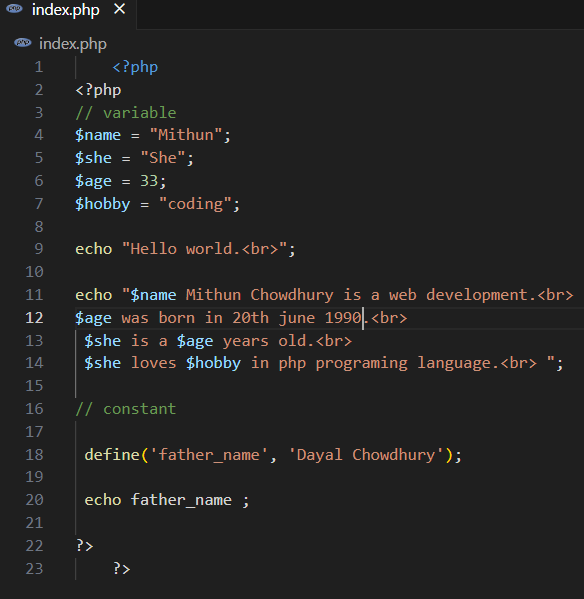 index.php ×
index.php
1 <?php
2 <?php
3 // variable
4 $name = "Mithun";
5 $she = "She";
6 $age = 33;
7 $hobby = "coding";
8
9 echo "Hello world.<br>";
10
11 echo "$name Mithun Chowdhury is a web development.<br>
12 $age was born in 20th june 1990.<br>
13 $she is a $age years old.<br>
14 $she loves $hobby in php programing language.<br> ";
15
16 // constant
17
18 define('father_name', 'Dayal Chowdhury');
19
20 echo father_name ;
21
22 ?>
23 ?>